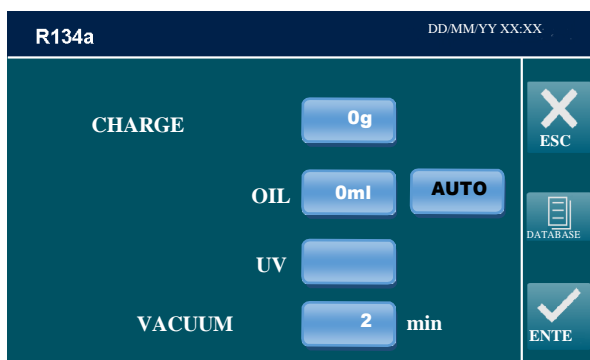 R134a
DD/MM/YY XX:XX
CHARGE 0g
ESC
OIL 0ml AUTO
DATABASE
UV
VACUUM 2 min
ENTE